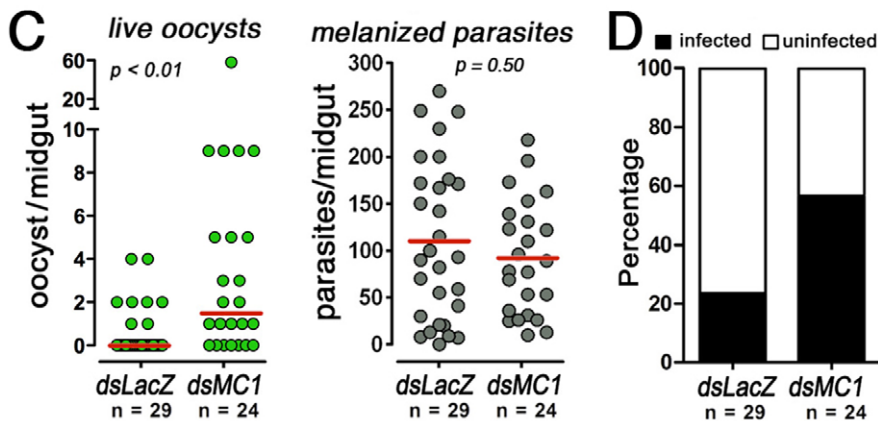 C
live oocysts
p < 0.01
oocyst/midgut
60
20
10
8
6
4
2
0
dsLacZ
n = 29
dsMC1
n = 24
melanized parasites
p = 0.50
parasites/midgut
300
250
200
150
100
50
0
dsLacZ
n = 29
dsMC1
n = 24
D
infected
uninfected
Percentage
100
80
60
40
20
0
dsLacZ
n = 29
dsMC1
n = 24